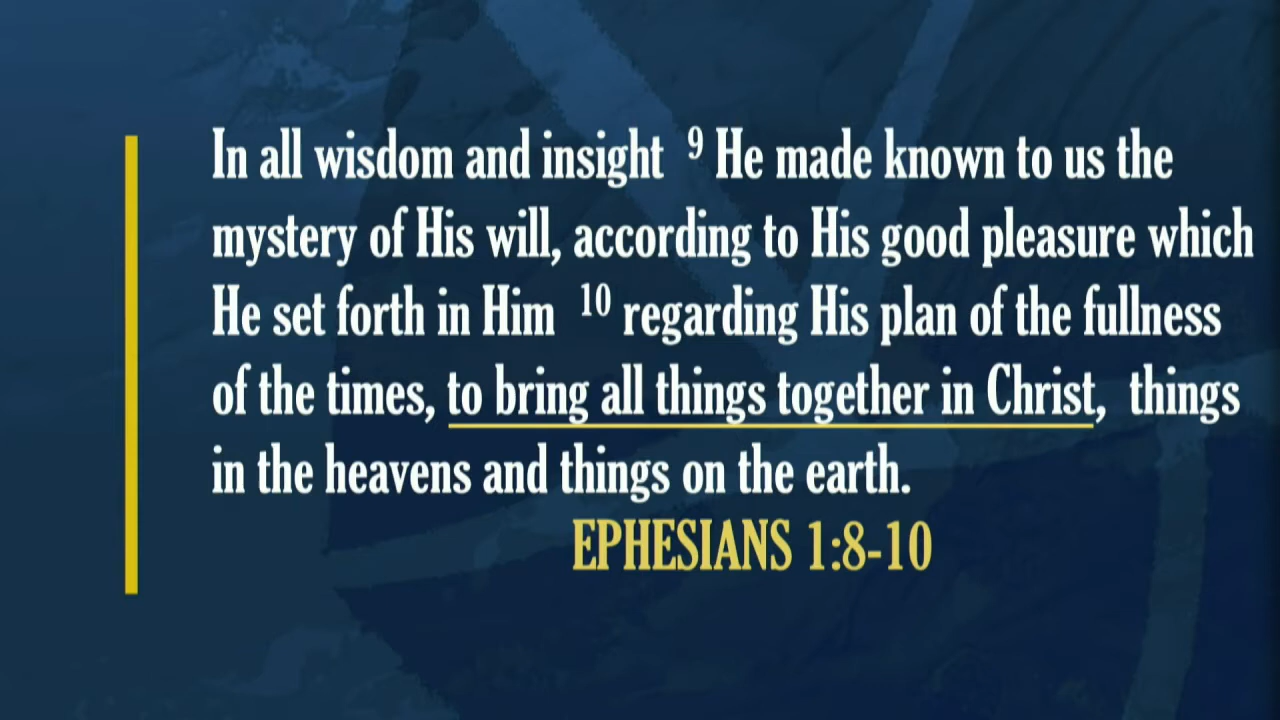 In all wisdom and insight 9 He made known to us the
mystery of His will, according to His good pleasure which
He set forth in Him 10 regarding His plan of the fullness
of the times, to bring all things together in Christ, things
in the heavens and things on the earth.
EPHESIANS 1:8-10